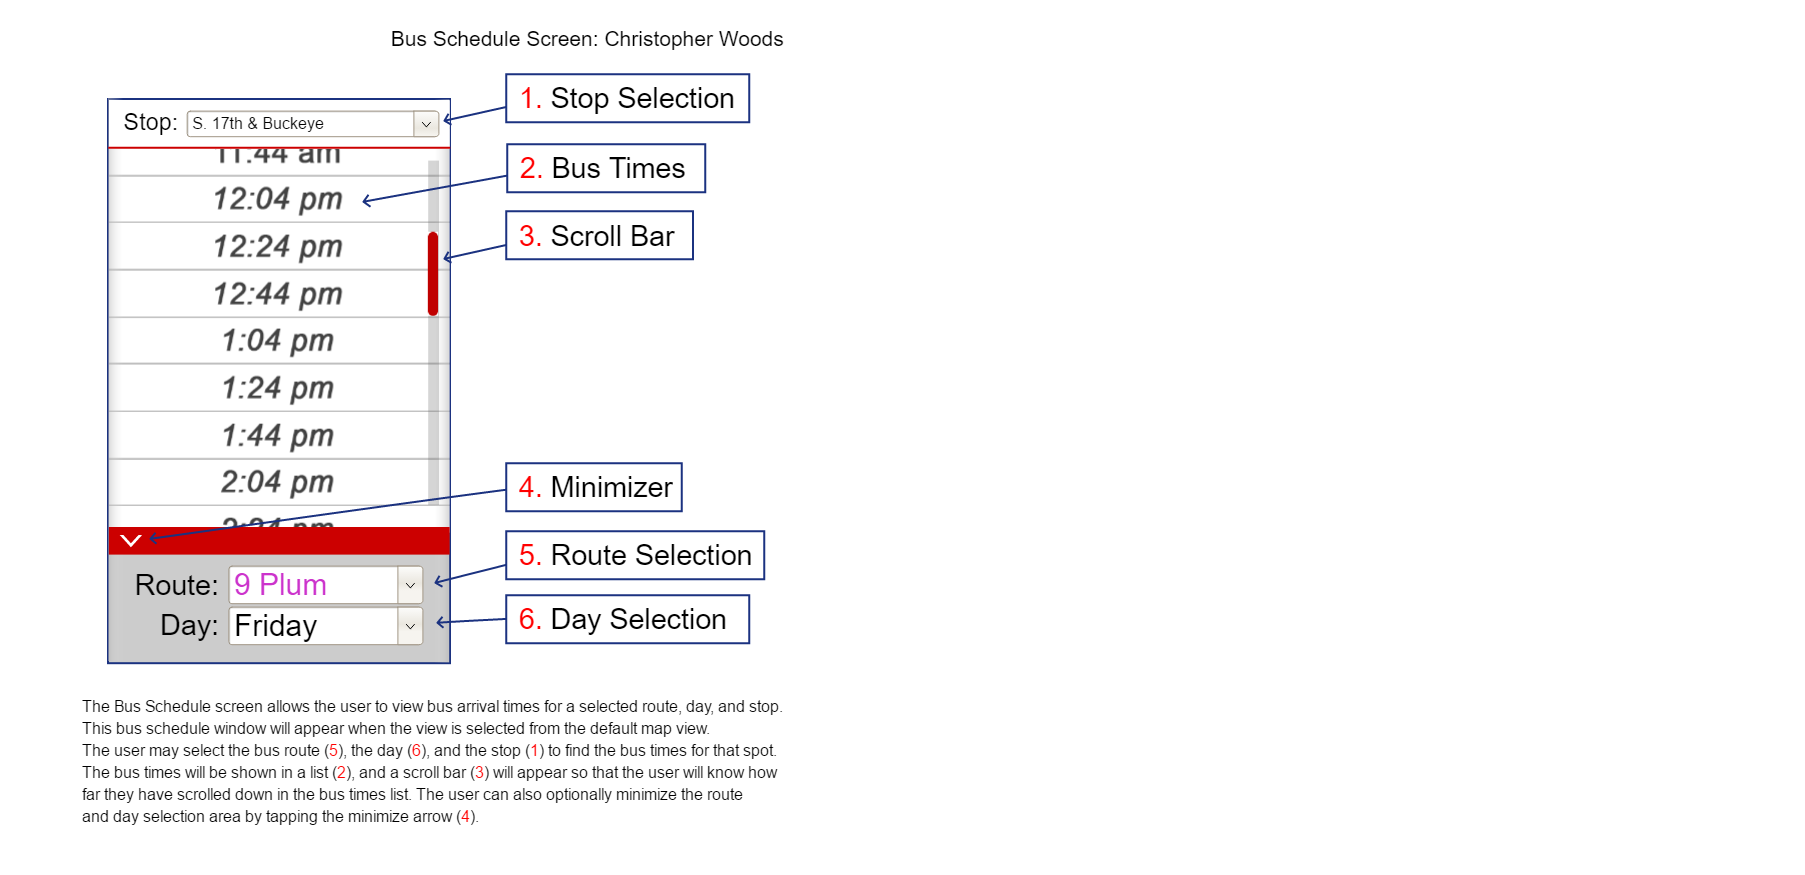 Bus Schedule Screen: Christopher Woods
1. Stop Selection
Stop: S. 17th & Buckeye
11:44 am
2. Bus Times
12:04 pm
3. Scroll Bar
12:24 pm
12:44 pm
1:04 pm
1:24 pm
1:44 pm
2:04 pm
4. Minimizer
2:24 pm
5. Route Selection
Route: 9 Plum
6. Day Selection
Day: Friday
The Bus Schedule screen allows the user to view bus arrival times for a selected route, day, and stop.
This bus schedule window will appear when the view is selected from the default map view.
The user may select the bus route (5), the day (6), and the stop (1) to find the bus times for that spot.
The bus times will be shown in a list (2), and a scroll bar (3) will appear so that the user will know how
far they have scrolled down in the bus times list. The user can also optionally minimize the route
and day selection area by tapping the minimize arrow (4).